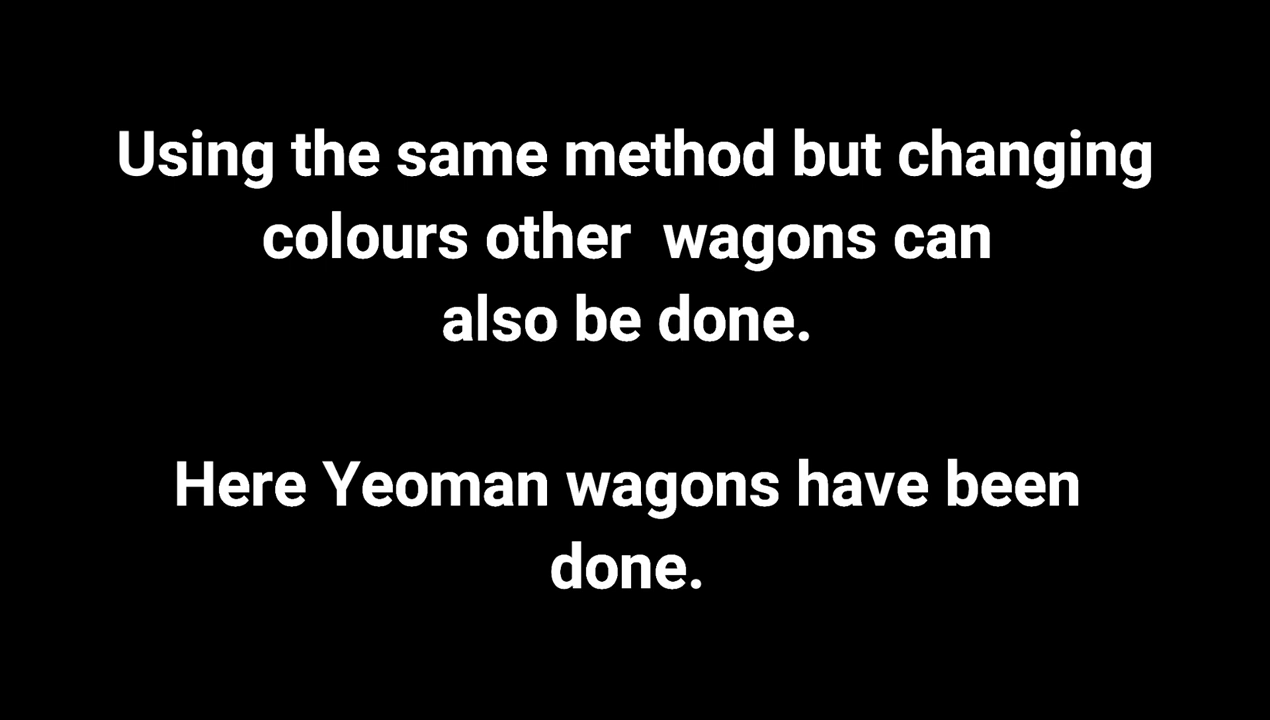 Using the same method but changing
colours other  wagons can
also be done.
Here Yeoman wagons have been
done.